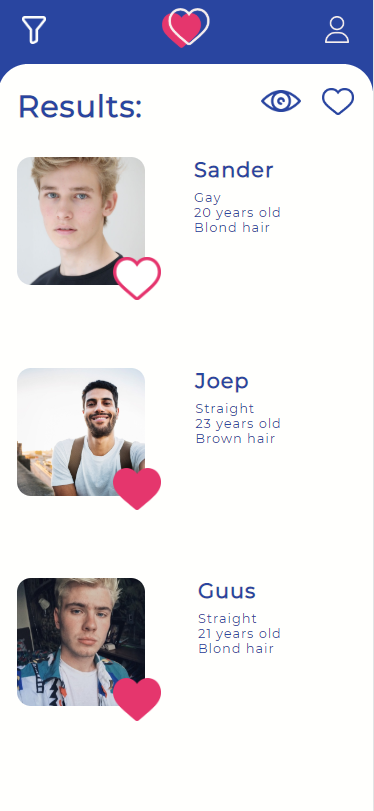 Results:
Sander
Gay
20 years old
Blond hair
Joep
Straight
23 years old
Brown hair
Guus
Straight
21 years old
Blond hair